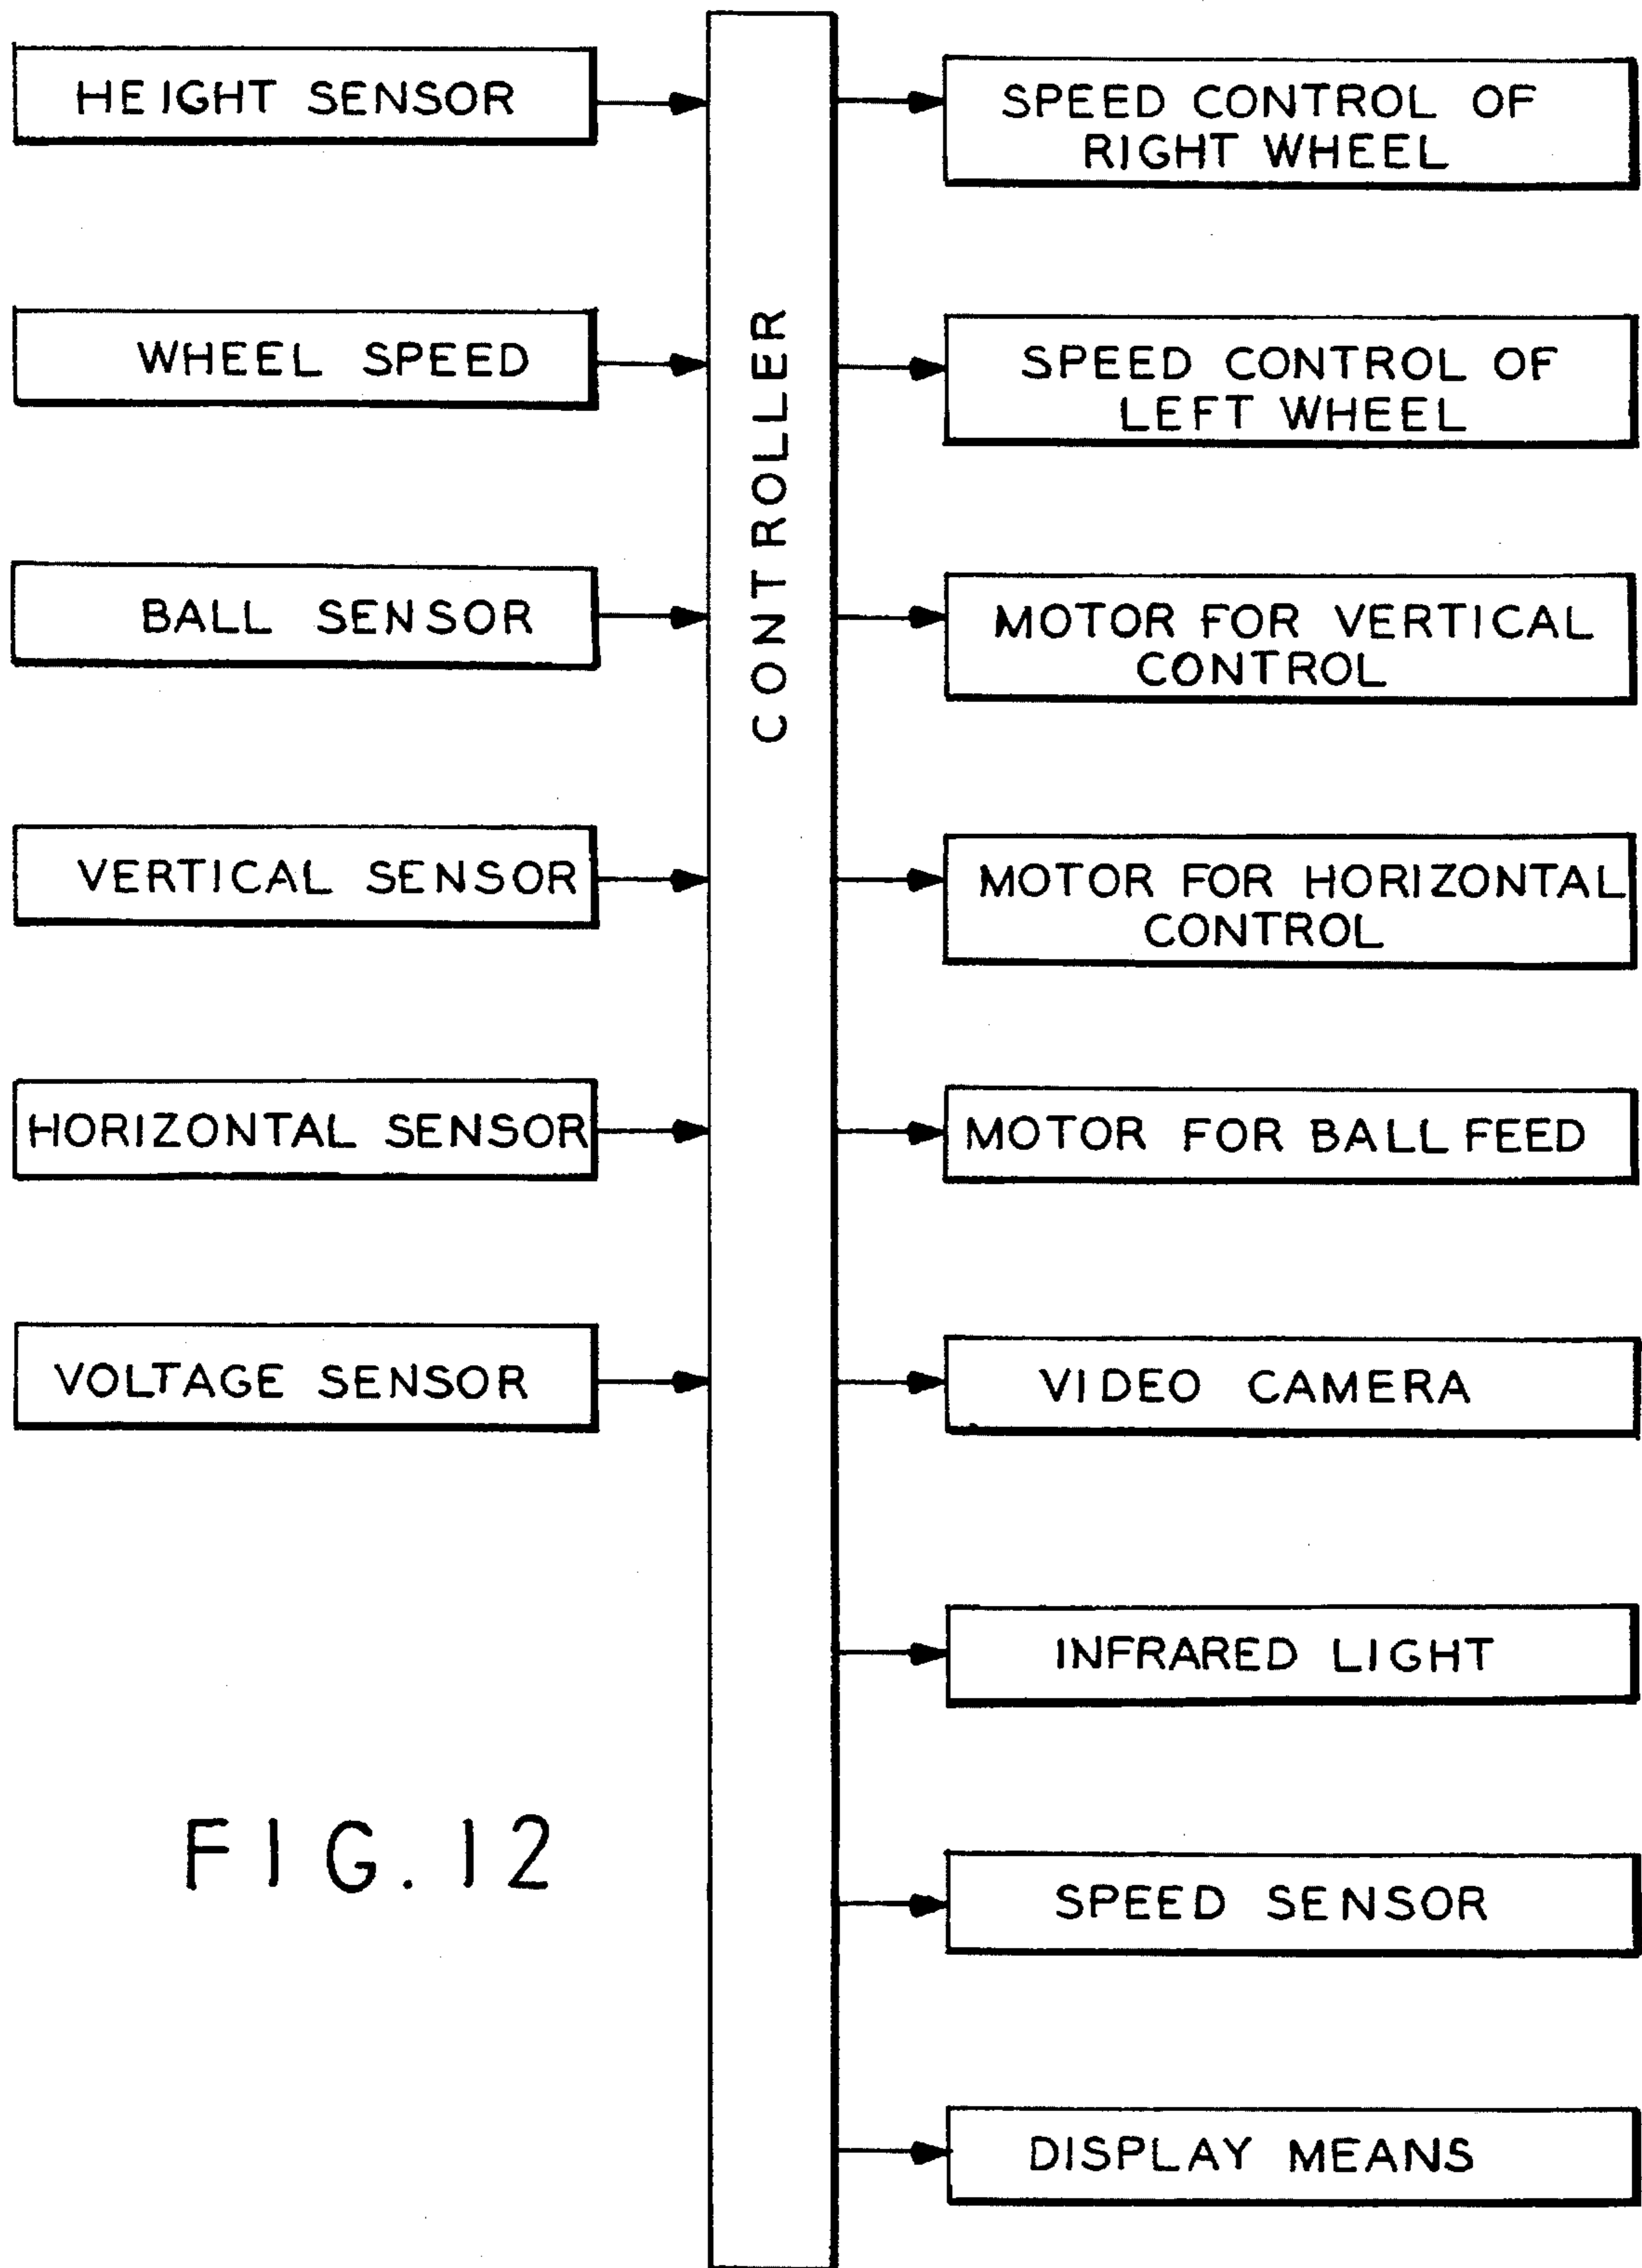 HEIGHT SENSOR
WHEEL SPEED
BALL SENSOR
VERTICAL SENSOR
HORIZONTAL SENSOR
VOLTAGE SENSOR
CONTROLLER
SPEED CONTROL OF
RIGHT WHEEL
SPEED CONTROL OF
LEFT WHEEL
MOTOR FOR VERTICAL
CONTROL
MOTOR FOR HORIZONTAL
CONTROL
MOTOR FOR BALL FEED
VIDEO CAMERA
INFRARED LIGHT
SPEED SENSOR
DISPLAY MEANS
FIG. 12